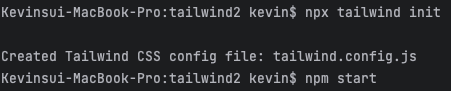 Kevinsui-MacBook-Pro:tailwind2 kevin$ npx tailwind init
Created Tailwind CSS config file: tailwind.config.js
Kevinsui-MacBook-Pro:tailwind2 kevin$ npm start